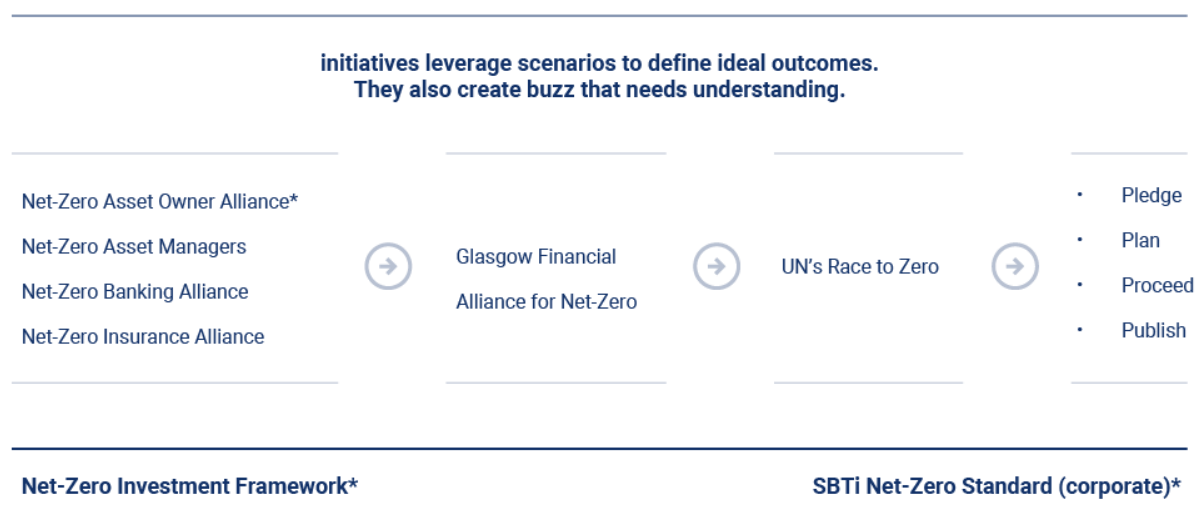 initiatives leverage scenarios to define ideal outcomes.
They also create buzz that needs understanding.
Net-Zero Asset Owner Alliance*
Net-Zero Asset Managers
Net-Zero Banking Alliance
Net-Zero Insurance Alliance
Glasgow Financial
Alliance for Net-Zero
UN's Race to Zero
• Pledge
• Plan
• Proceed
• Publish
Net-Zero Investment Framework*
SBTi Net-Zero Standard (corporate)*